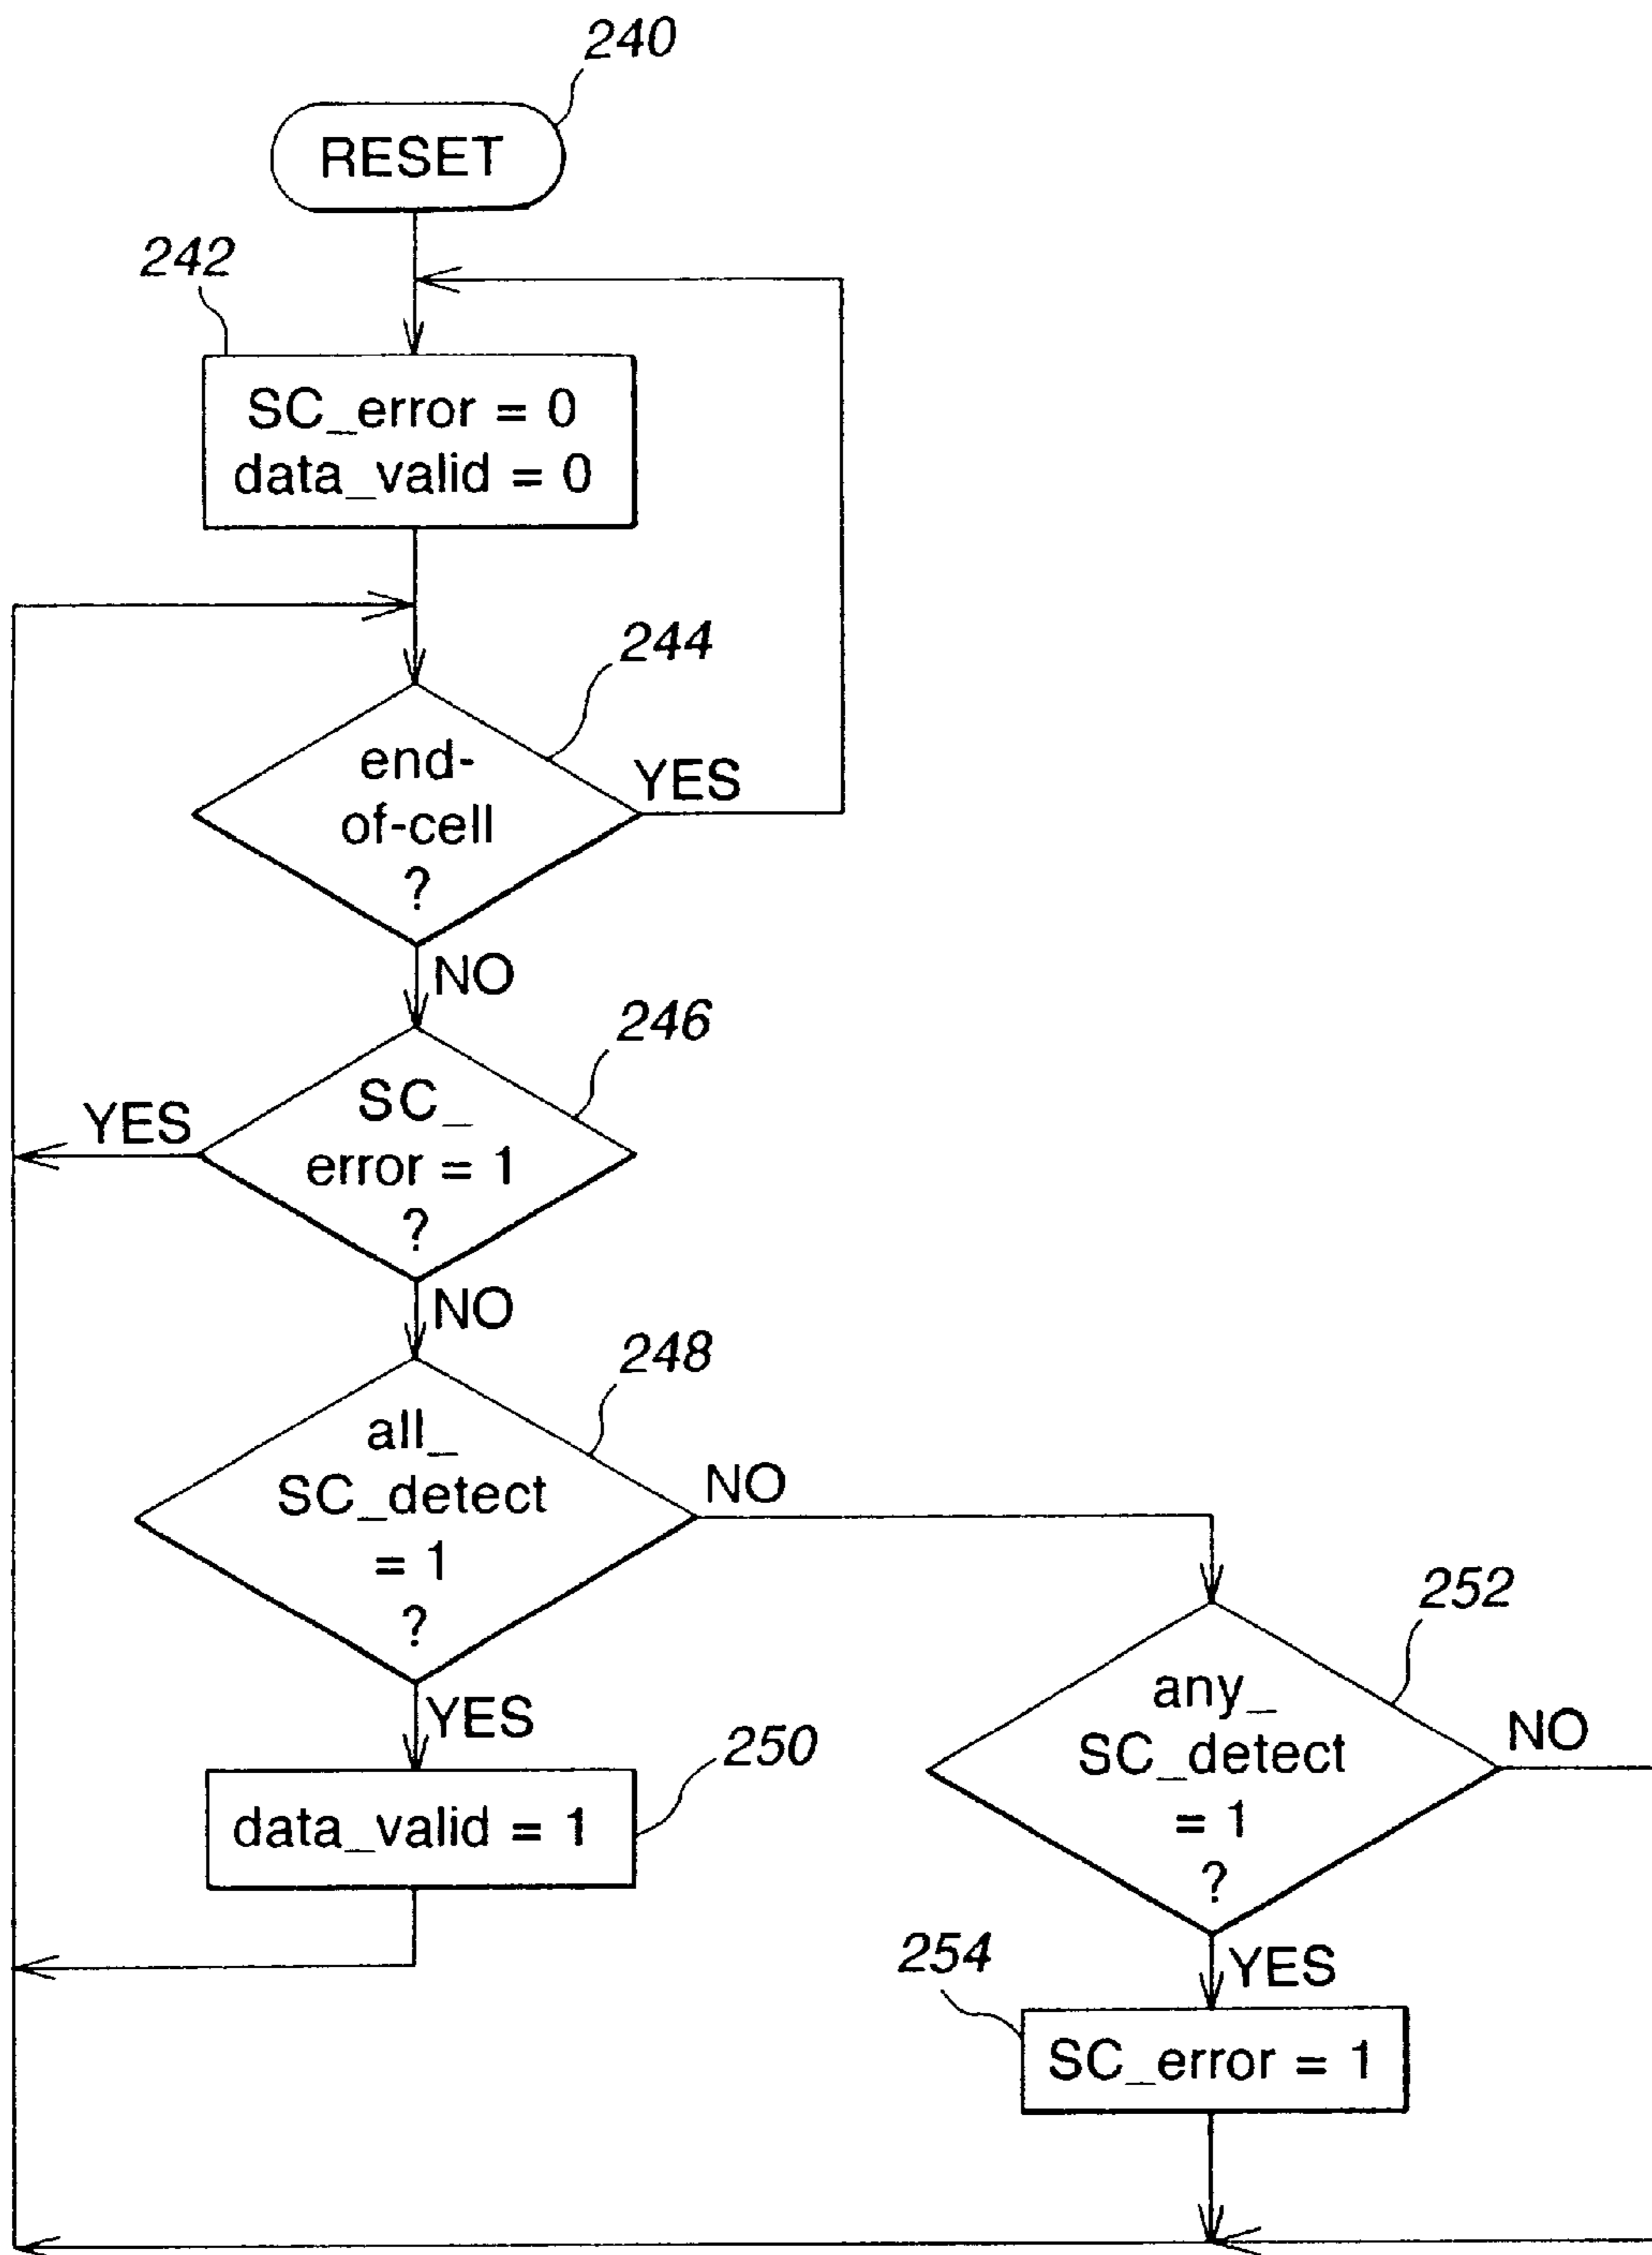 240
RESET
242
SC_error = 0
data_valid = 0
244
end-
of-cell
?
YES
NO
246
SC_
error = 1
?
YES
NO
248
all_
SC_detect
= 1
?
NO
YES
252
any_
SC_detect
= 1
?
NO
250
data_valid = 1
YES
254
SC_error = 1